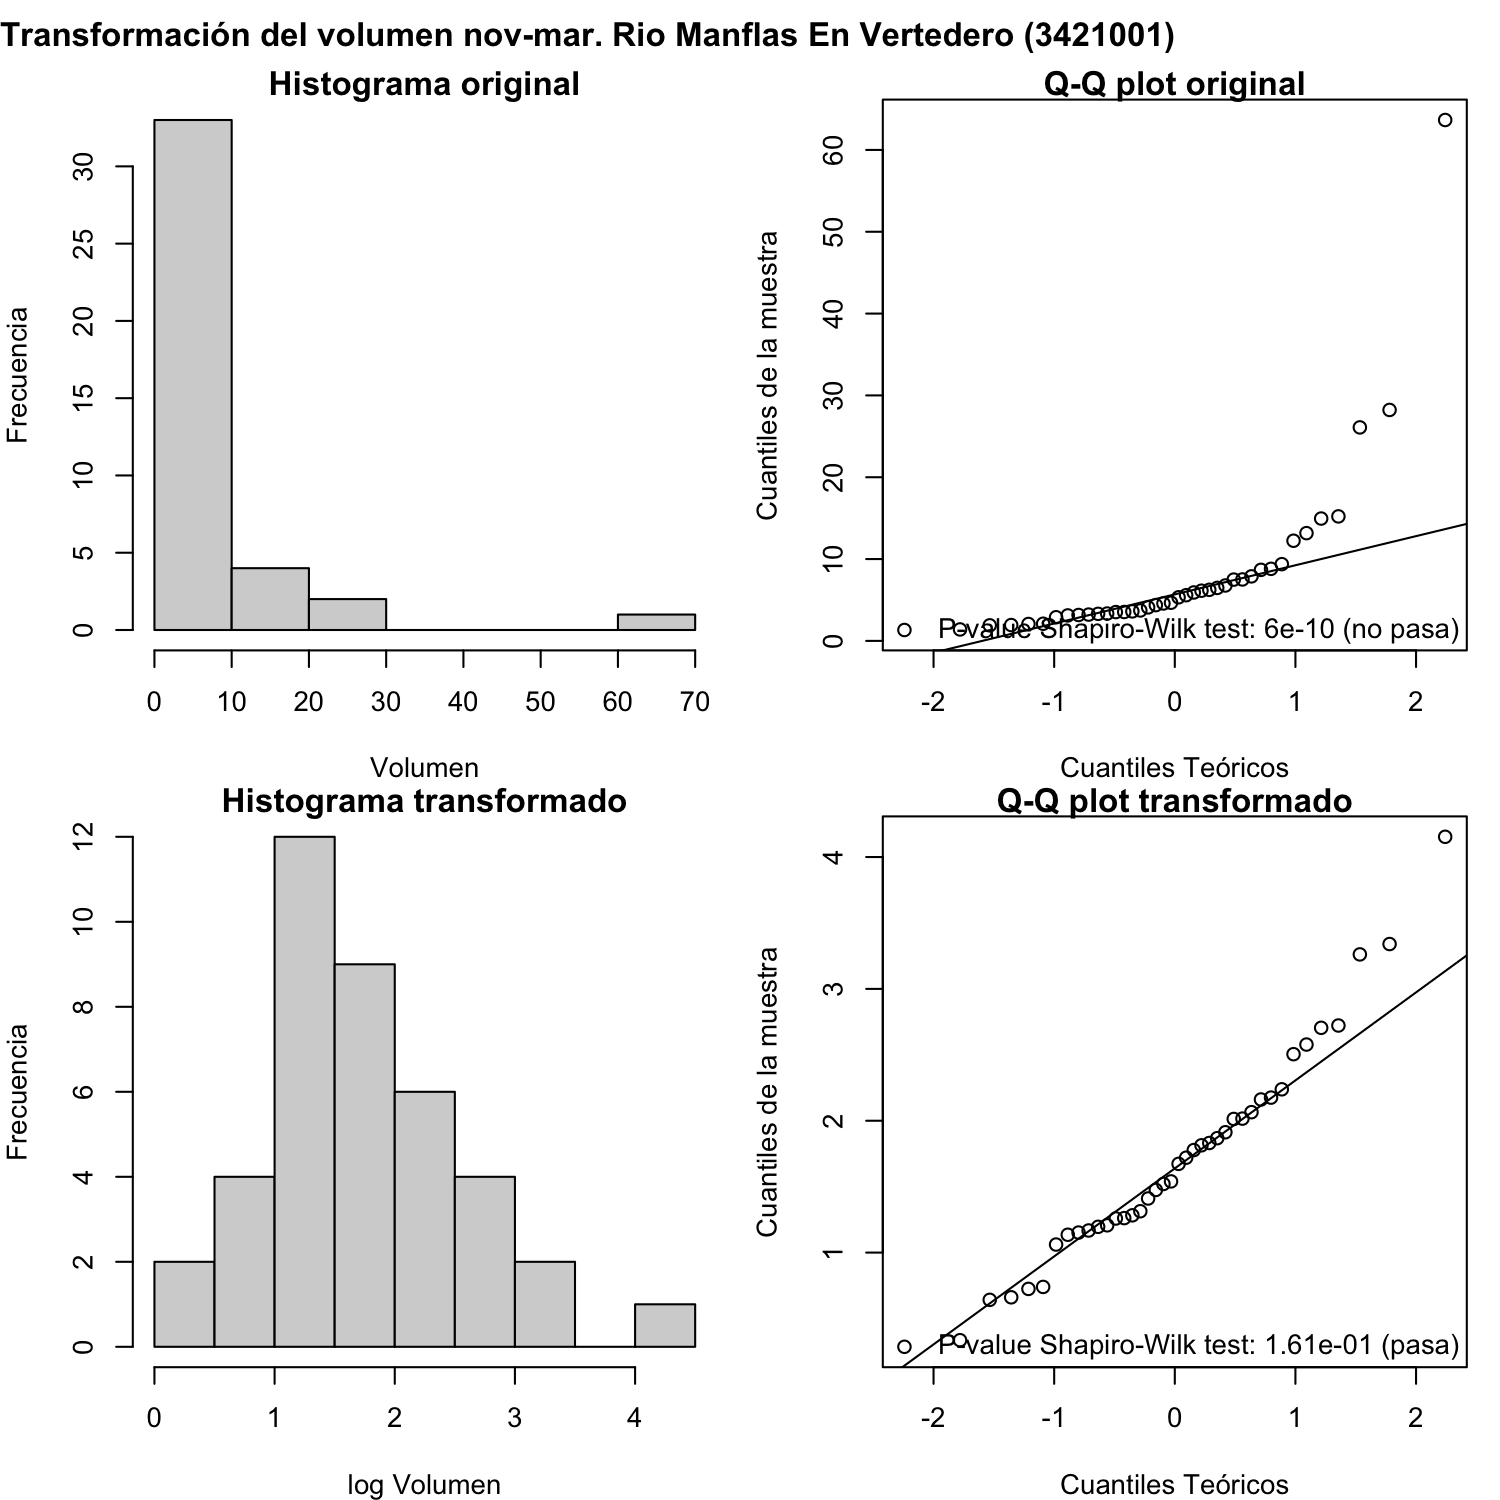 Transformación del volumen nov-mar. Rio Manflas En Vertedero (3421001)
Histograma original
Frecuencia
30
25
20
15
10
5
0
0 10 20 30 40 50 60 70
Volumen
Q-Q plot original
Cuantiles de la muestra
60
50
40
30
20
10
0
P-value Shapiro-Wilk test: 6e-10 (no pasa)
-2 -1 0 1 2
Cuantiles Teóricos
Histograma transformado
Frecuencia
12
10
8
6
4
2
0
0 1 2 3 4
log Volumen
Q-Q plot transformado
Cuantiles de la muestra
4
3
2
1
P-value Shapiro-Wilk test: 1.61e-01 (pasa)
-2 -1 0 1 2
Cuantiles Teóricos